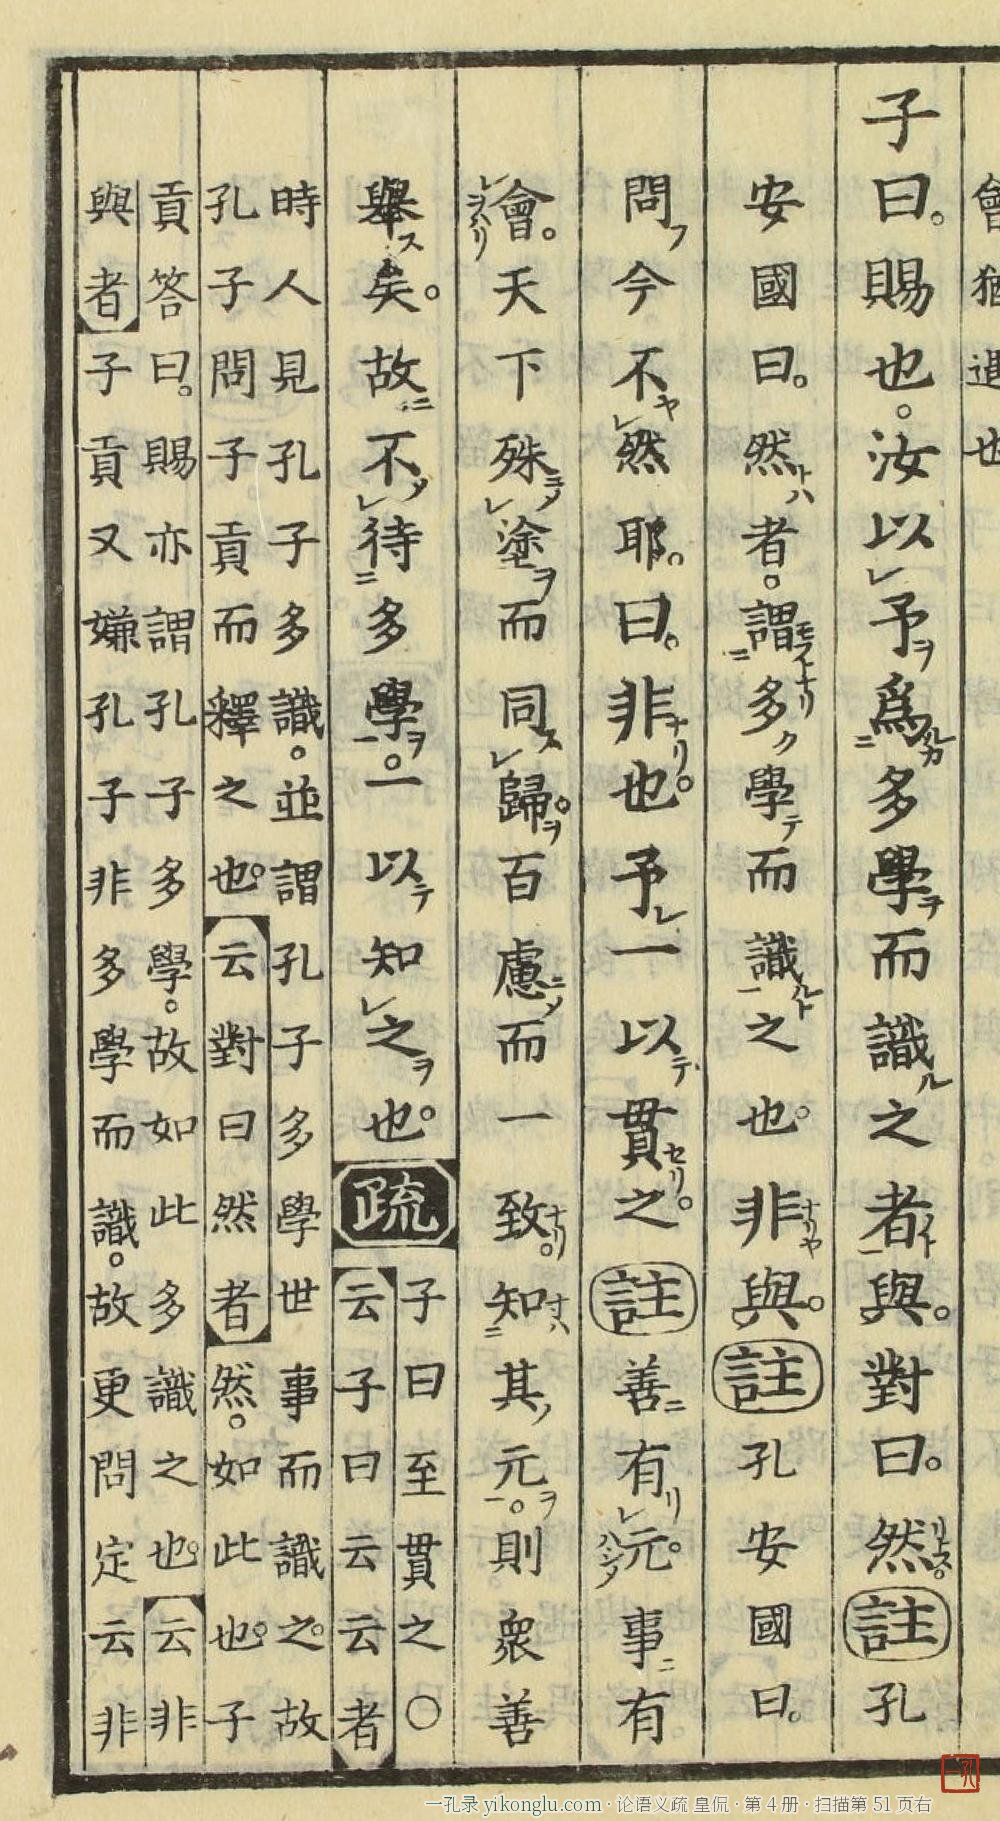 會猶遇也
子曰。賜也。汝以予爲多學而識之者與。對曰。然。註孔
安國曰。然者。謂多學而識之也。非與。註孔安國曰。
問今不然耶。曰。非也。予一以貫之。註善有元。事有
會。天下殊塗而同歸。百慮而一致。知其元。則衆善
舉矣。故不待多學。一以知之也。疏
子曰至貫之〇
云子曰云云者
時人見孔子多識。並謂孔子多學世事而識之。故
孔子問子貢而釋之也。云對曰然者然。如此也。子
貢答曰。賜亦謂孔子多學。故如此多識之也。云非
與者子貢又嫌孔子非多學而識。故更問定云非
一孔录 yikonglu.com · 论语义疏 皇侃 · 第 4 册 · 扫描第 51 页右